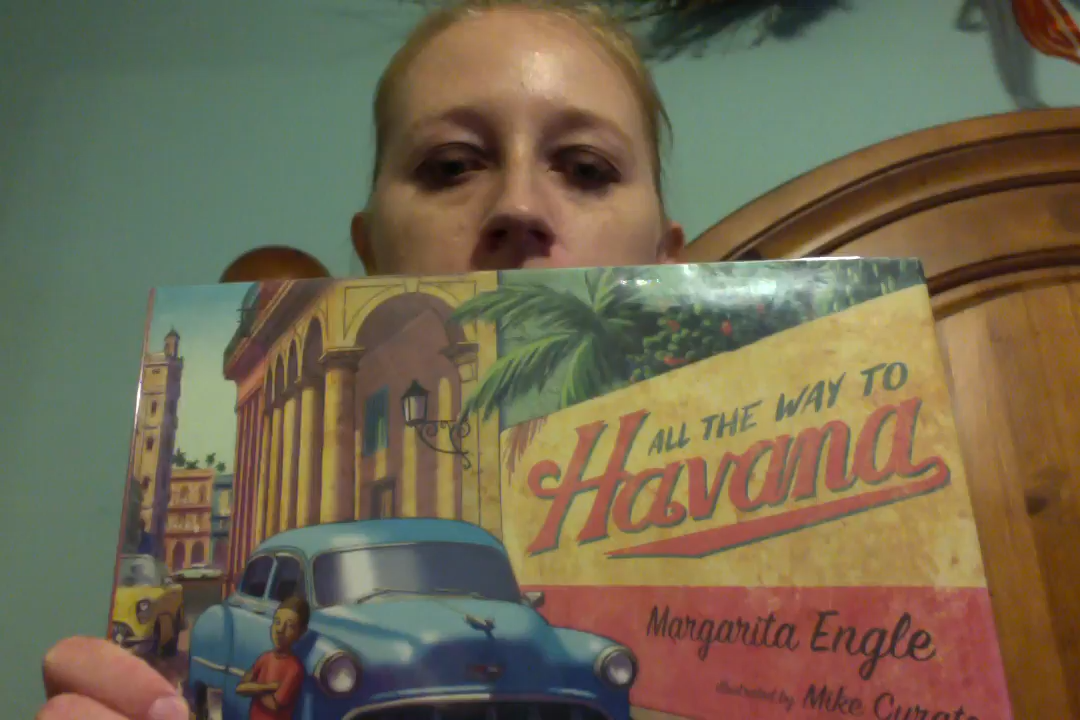 ALL THE WAY TO
Havana
Margarita Engle
illustrated by Mike Curato